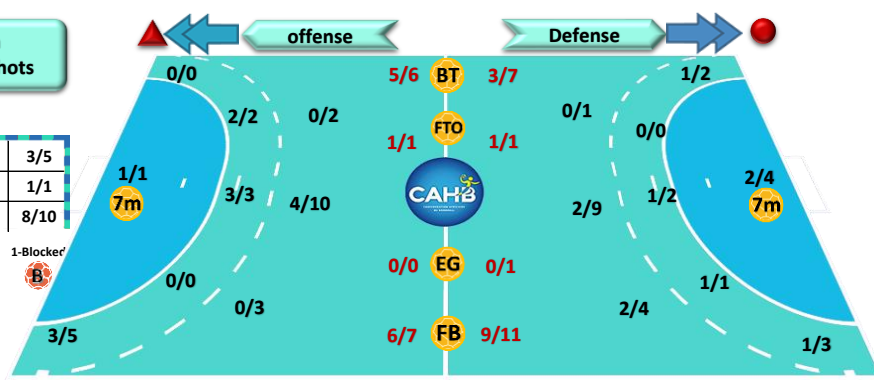 offense
Defense
nots
0/0
5/6 BT 3/7
1/2
2/2
0/2
0/1
1/1 FTO 1/1
0/0
3/5
1/1
8/10
1/1
7m
3/3
4/10
CAHB
2/9
1/2
2/4
7m
1-Blocked
B
0/0
0/3
0/0 EG 0/1
2/4
1/1
3/5
6/7 FB 9/11
1/3